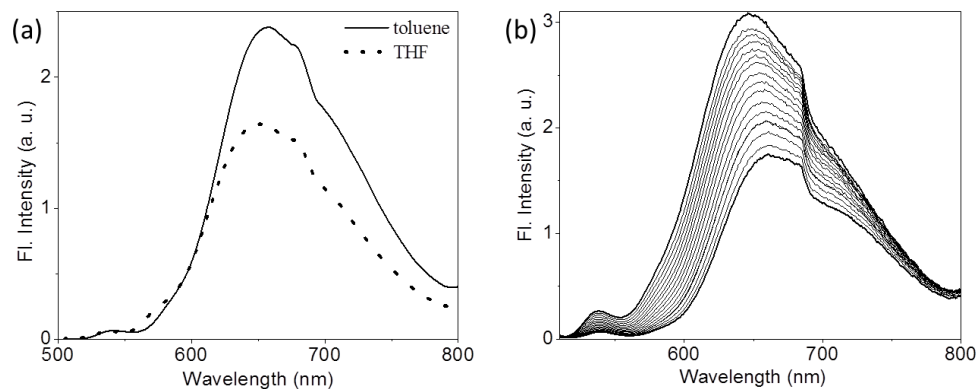 (a)
toluene
THF
Fl. Intensity (a. u.)
2
1
0
500
600
700
800
Wavelength (nm)
(b)
Fl. Intensity (a. u.)
3
2
1
0
600
700
800
Wavelength (nm)